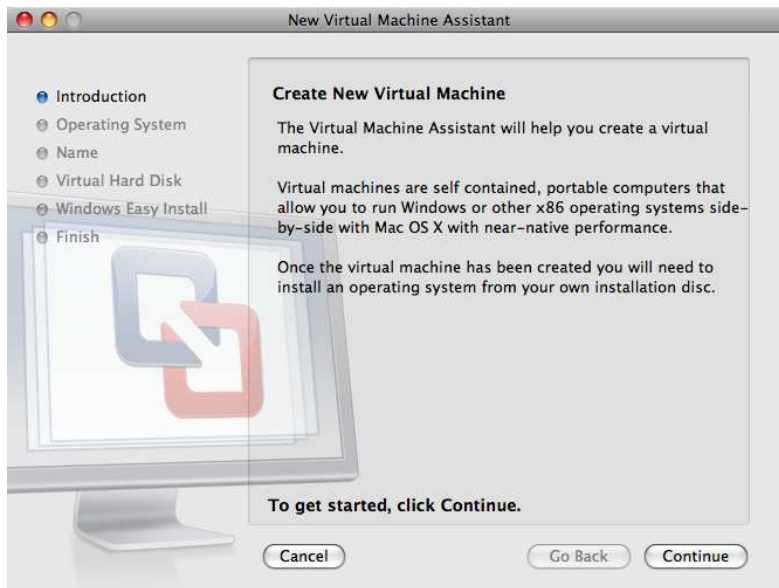 New Virtual Machine Assistant
Introduction
Operating System
Name
Virtual Hard Disk
Windows Easy Install
Finish
Create New Virtual Machine
The Virtual Machine Assistant will help you create a virtual
machine.
Virtual machines are self contained, portable computers that
allow you to run Windows or other x86 operating systems side-
by-side with Mac OS X with near-native performance.
Once the virtual machine has been created you will need to
install an operating system from your own installation disc.
To get started, click Continue.
Cancel
Go Back
Continue